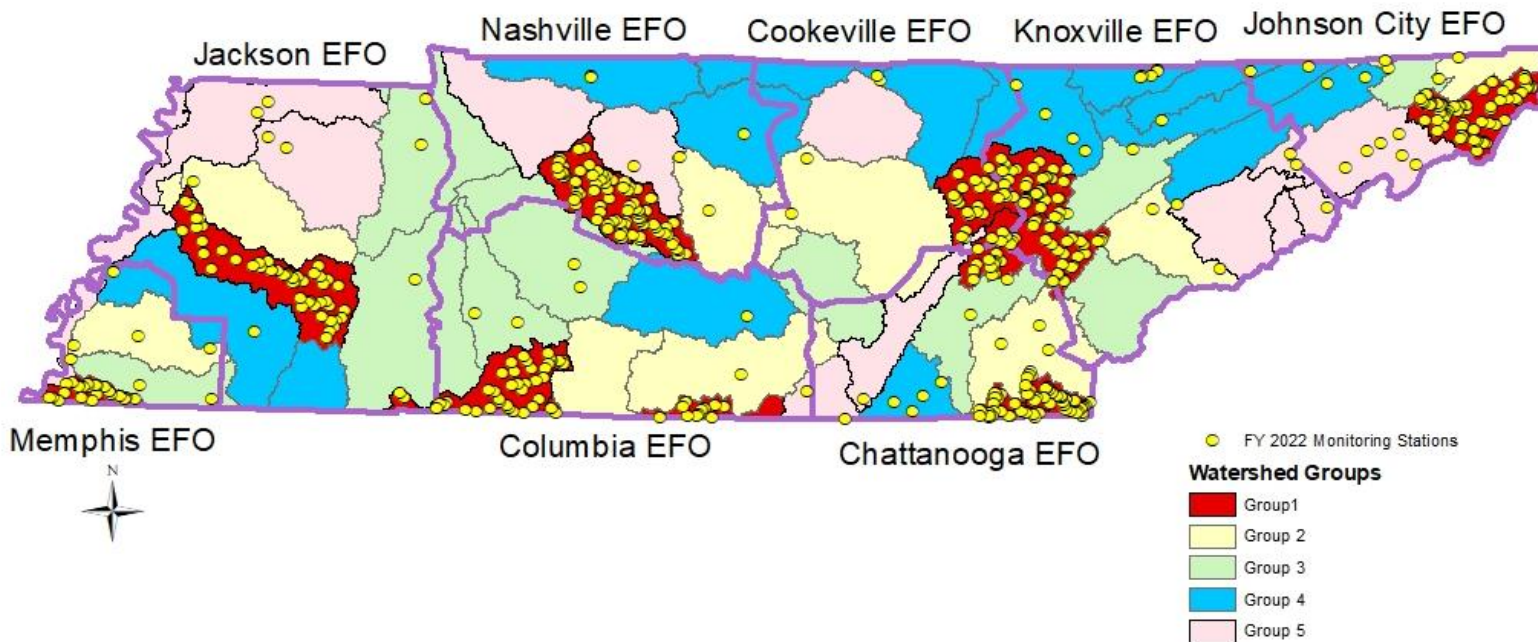 Jackson EFO
Nashville EFO
Cookeville EFO
Knoxville EFO
Johnson City EFO
Memphis EFO
Columbia EFO
Chattanooga EFO
N
FY 2022 Monitoring Stations
Watershed Groups
Group1
Group 2
Group 3
Group 4
Group 5